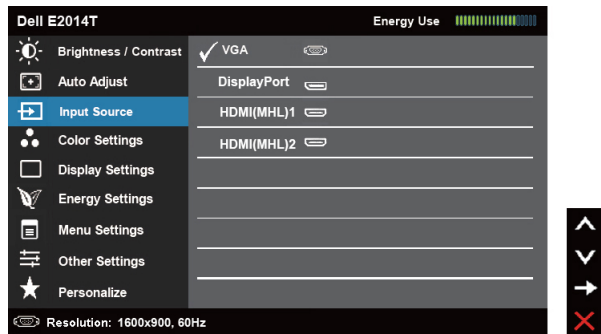 Dell E2014T
Energy Use
Brightness / Contrast
VGA
Auto Adjust
DisplayPort
Input Source
HDMI(MHL)1
Color Settings
HDMI(MHL)2
Display Settings
Energy Settings
Menu Settings
Other Settings
Personalize
Resolution: 1600x900, 60Hz